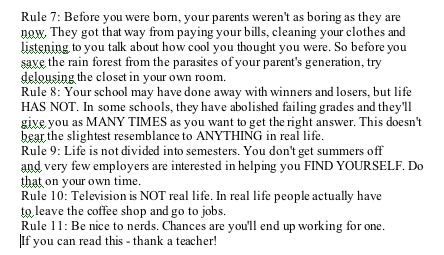 Rule 7: Before you were born, your parents weren't as boring as they are
now. They got that way from paying your bills, cleaning your clothes and
listening to you talk about how cool you thought you were. So before you
save the rain forest from the parasites of your parent's generation, try
delousing the closet in your own room.
Rule 8: Your school may have done away with winners and losers, but life
HAS NOT. In some schools, they have abolished failing grades and they'll
give you as MANY TIMES as you want to get the right answer. This doesn't
bear the slightest resemblance to ANYTHING in real life.
Rule 9: Life is not divided into semesters. You don't get summers off
and very few employers are interested in helping you FIND YOURSELF. Do
that on your own time.
Rule 10: Television is NOT real life. In real life people actually have
to leave the coffee shop and go to jobs.
Rule 11: Be nice to nerds. Chances are you'll end up working for one.
If you can read this - thank a teacher!